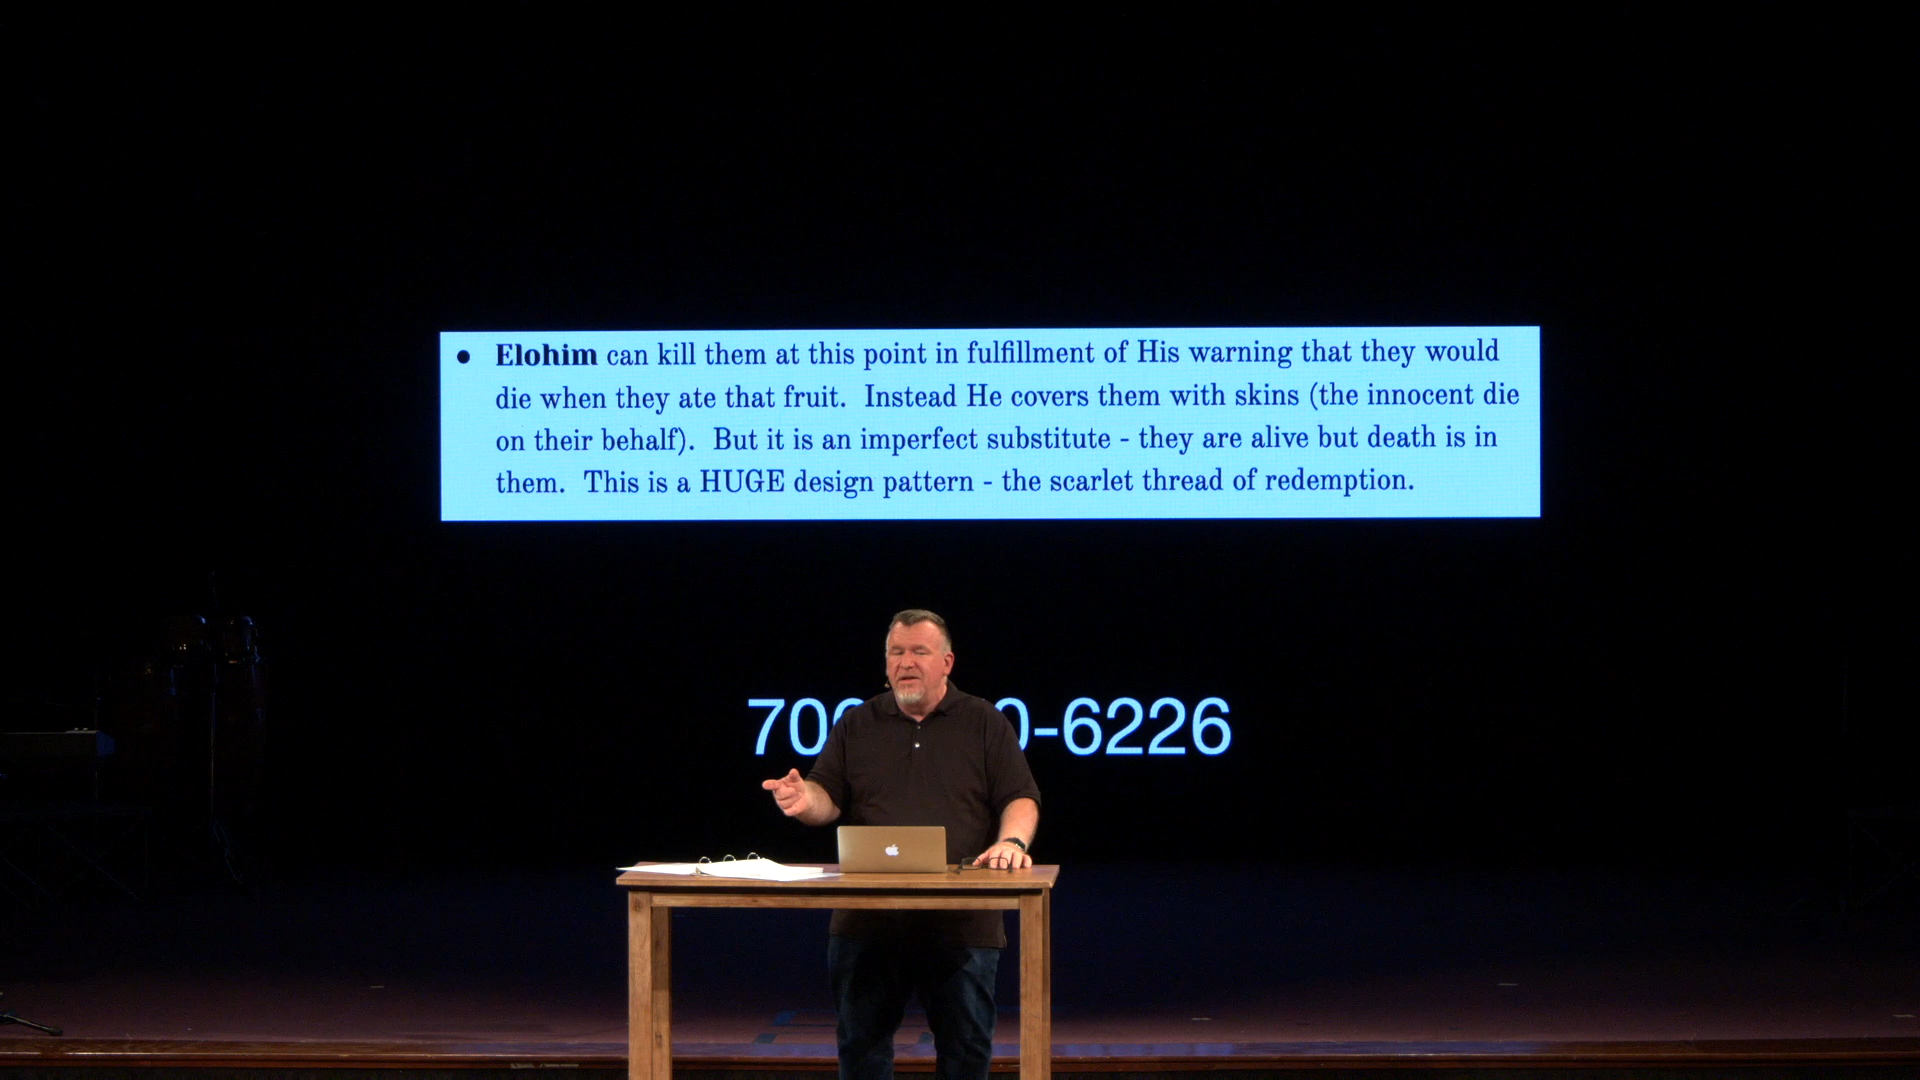 • Elohim can kill them at this point in fulfillment of His warning that they would
die when they ate that fruit.  Instead He covers them with skins (the innocent die
on their behalf).  But it is an imperfect substitute - they are alive but death is in
them.  This is a HUGE design pattern - the scarlet thread of redemption.
-6226